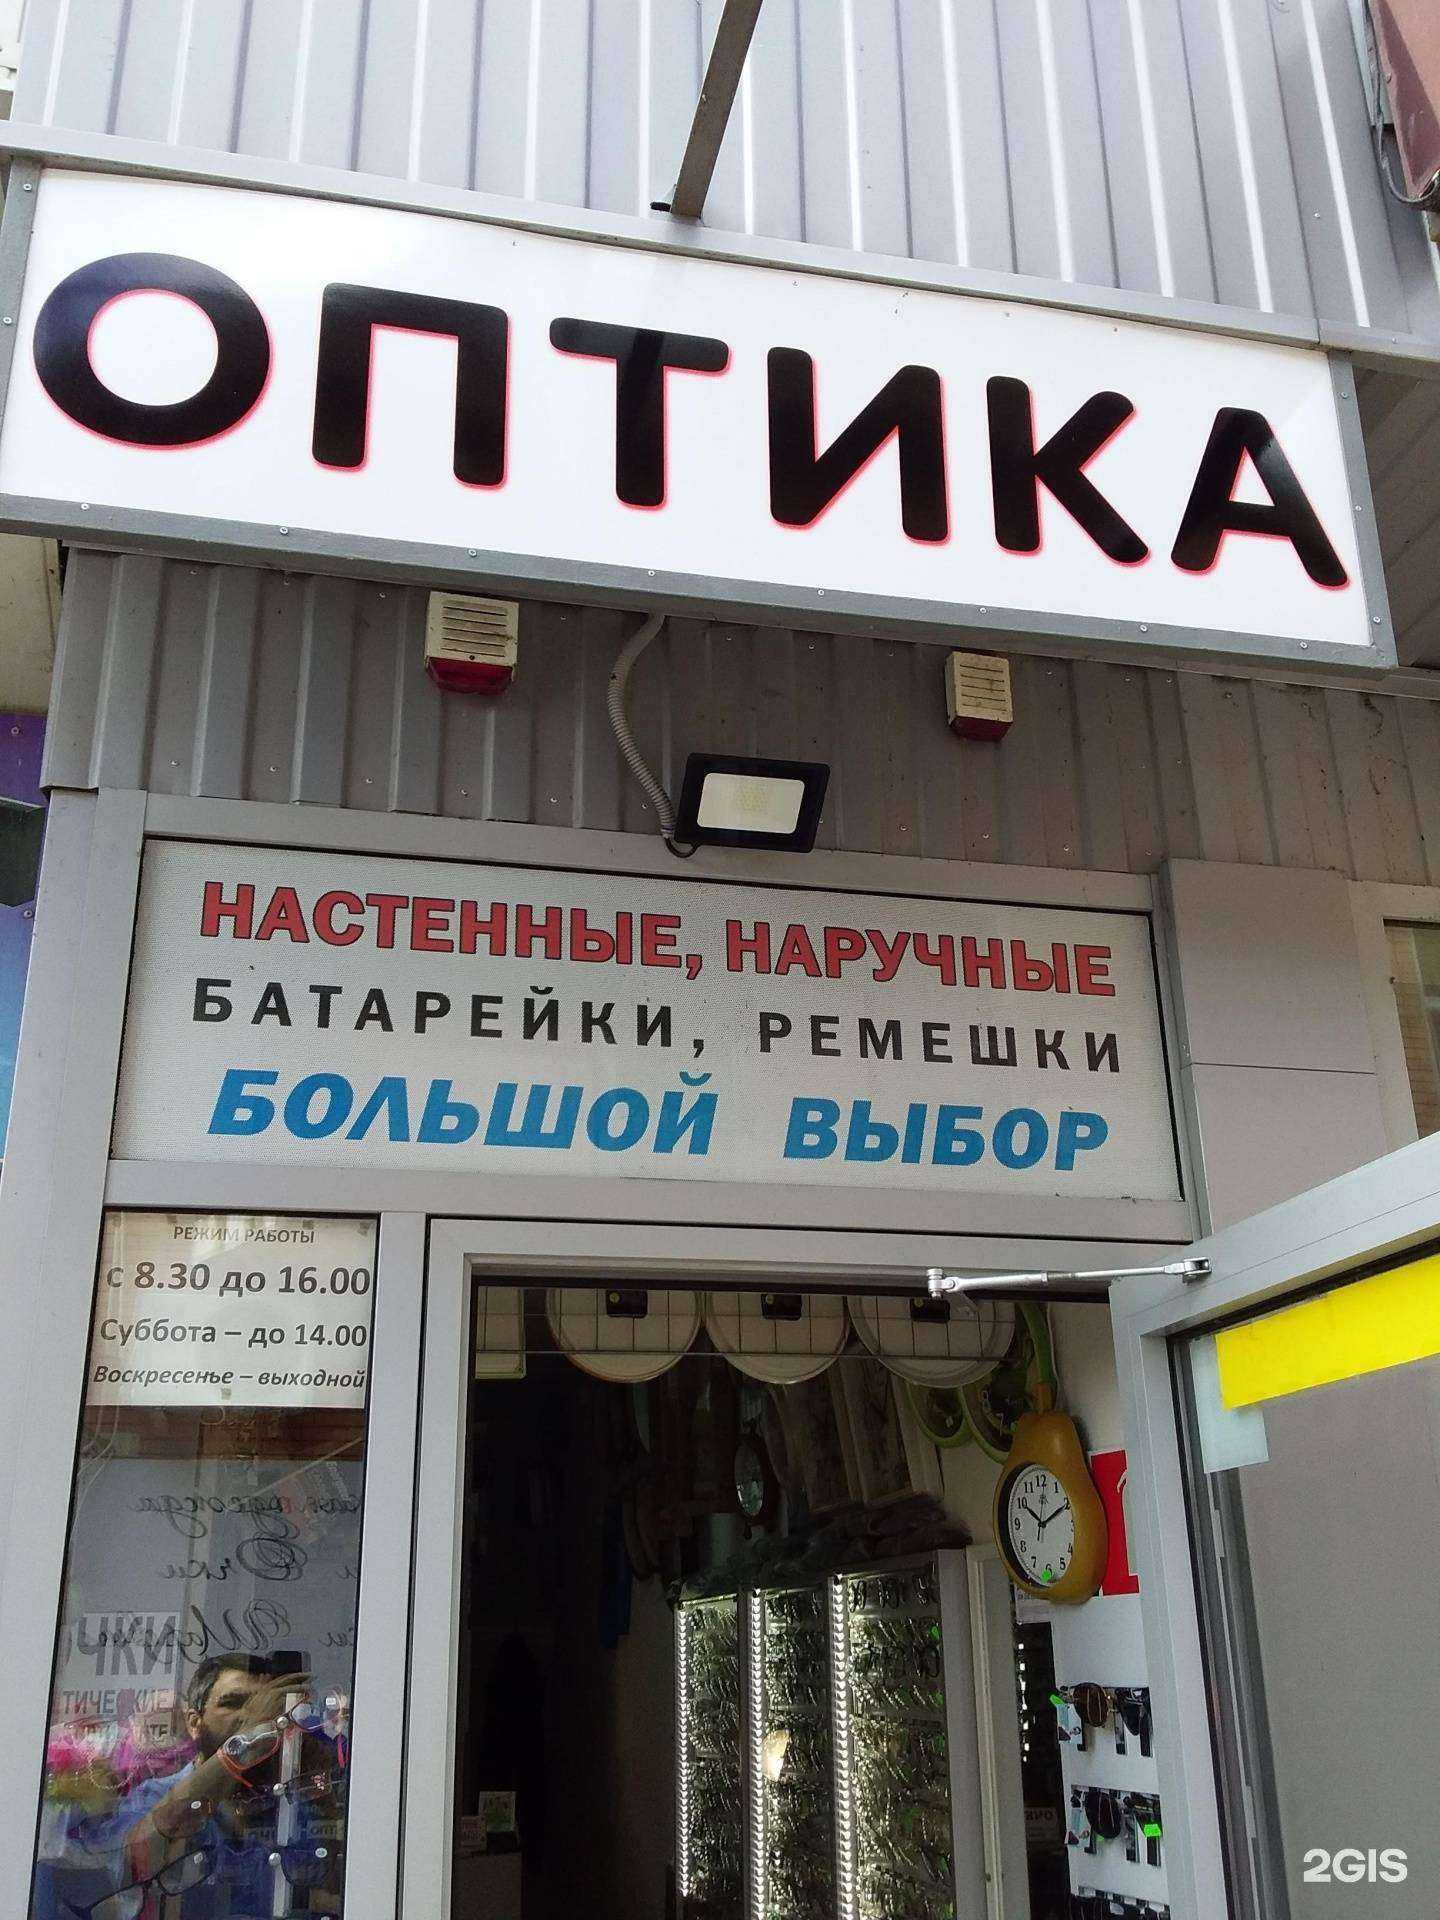 ОПТИКА
НАСТЕННЫЕ, НАРУЧНЫЕ
БАТАРЕЙКИ, РЕМЕШКИ
БОЛЬШОЙ ВЫБОР
РЕЖИМ РАБОТЫ
с 8.30 до 16.00
Суббота – до 14.00
Воскресенье – выходной
2GIS